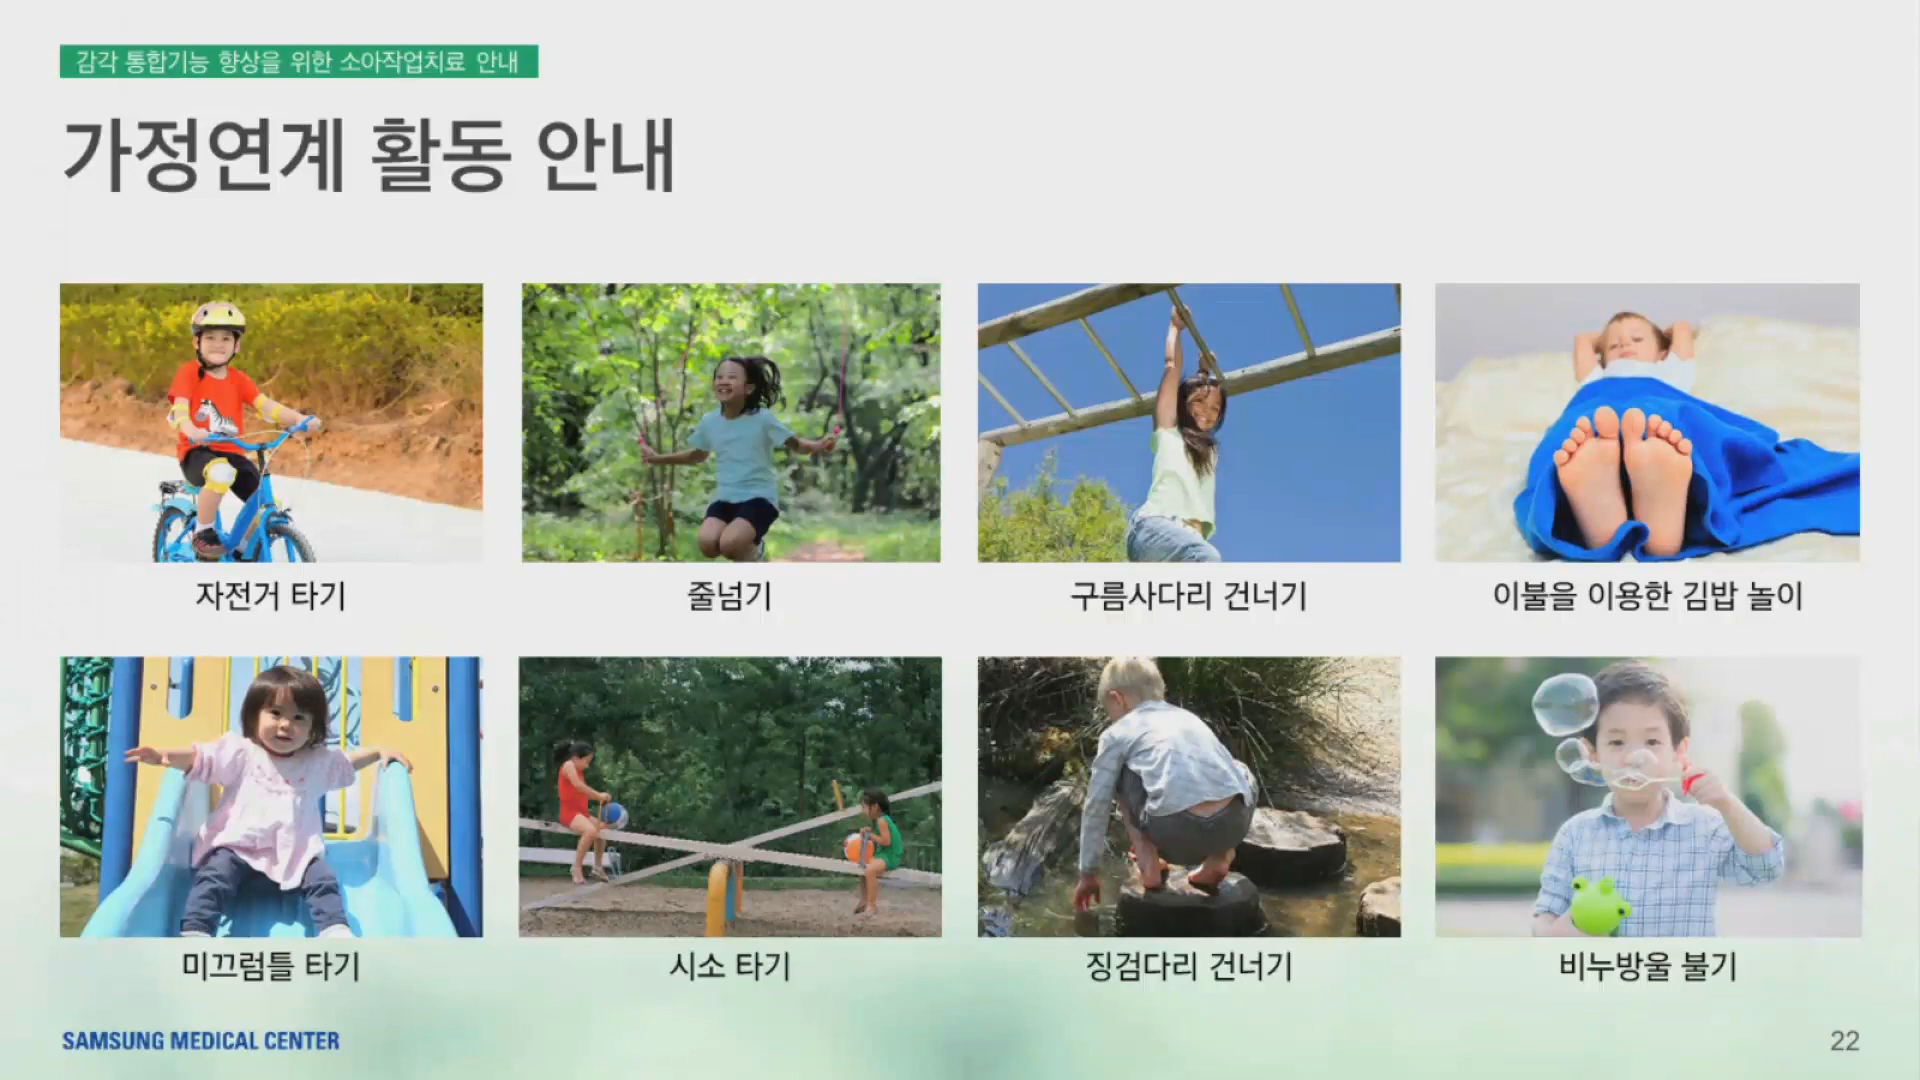 감각 통합기능 향상을 위한 소아작업치료 안내
가정연계 활동 안내
자전거 타기
줄넘기
구름사다리 건너기
이불을 이용한 김밥 놀이
미끄럼틀 타기
시소 타기
징검다리 건너기
비누방울 불기
SAMSUNG MEDICAL CENTER
22